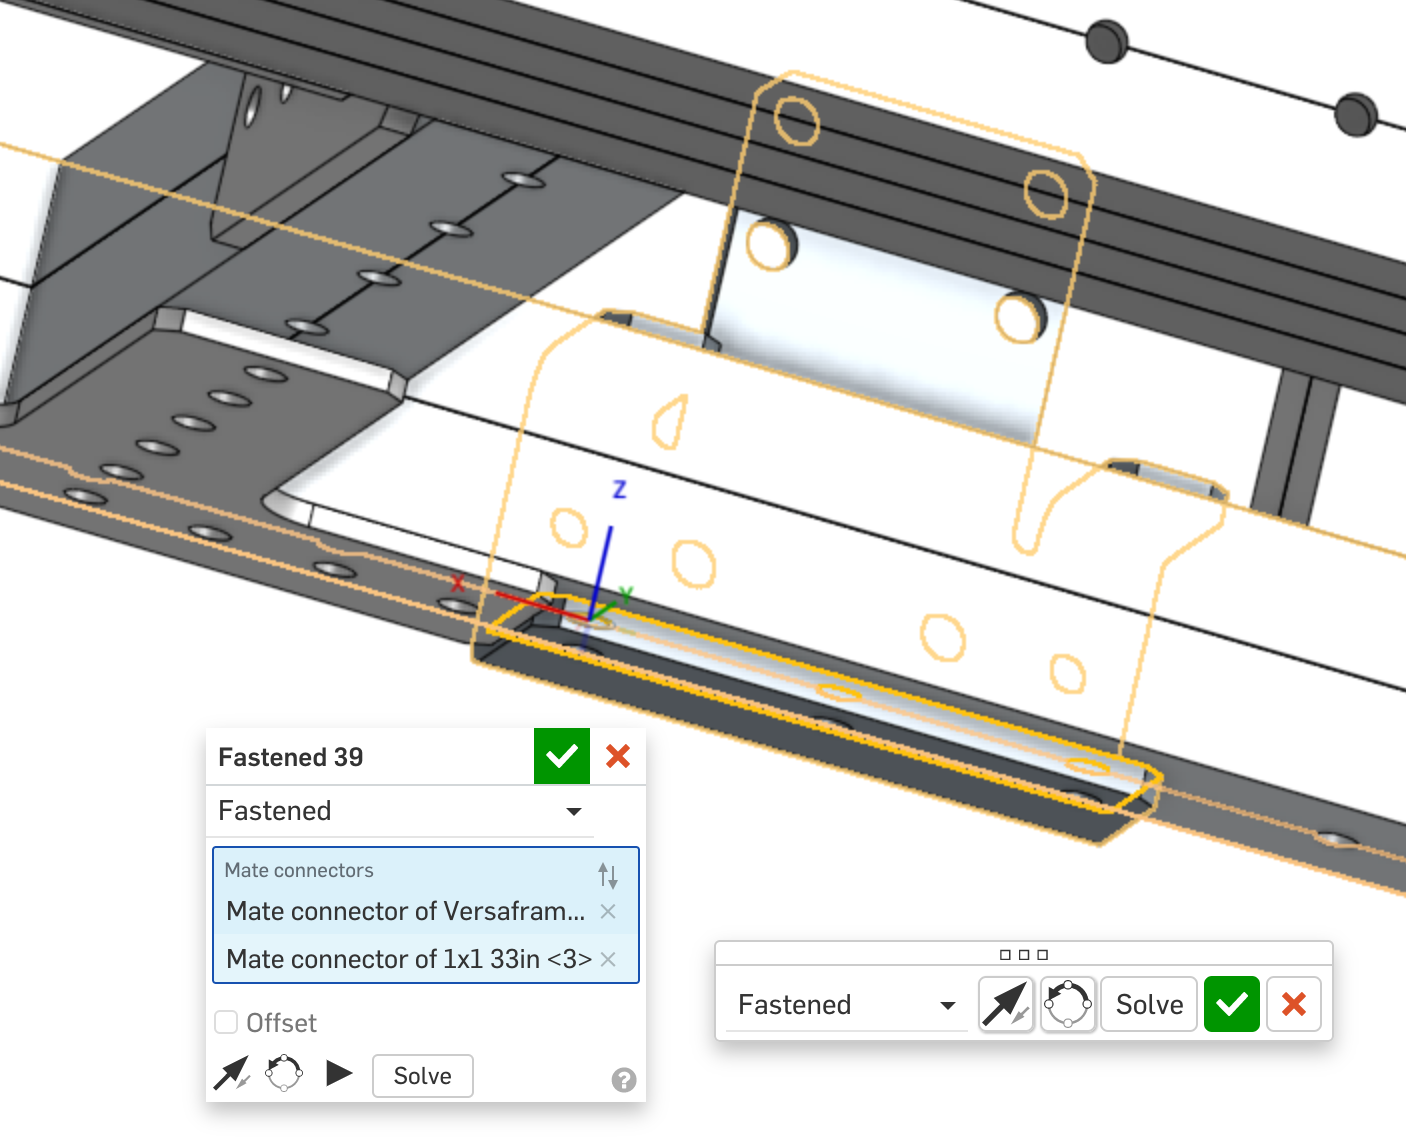 Z
X
Y
Fastened 39
Fastened
Mate connectors
Mate connector of Versafram...
Mate connector of 1x1 33in <3>
Offset
Solve
?
Fastened
Solve